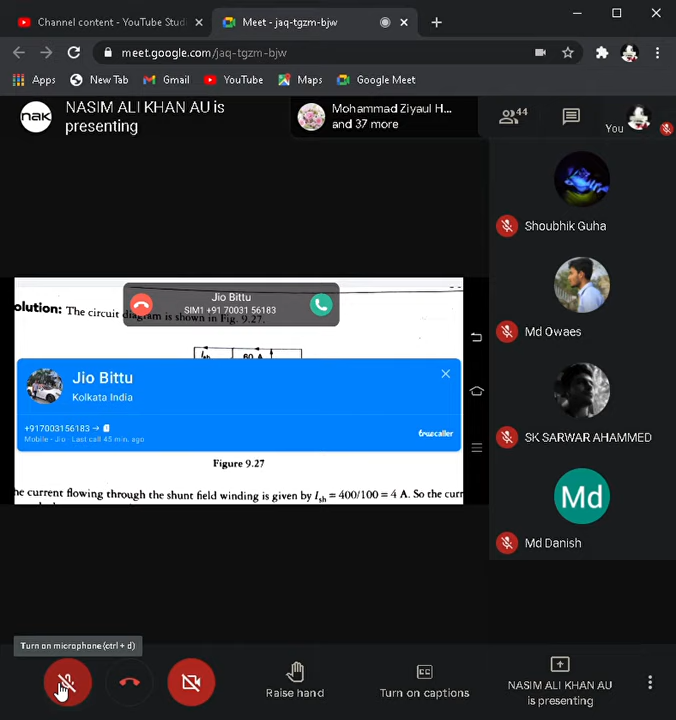 Channel content - YouTube Stud
Meet - jaq-tgzm-bjw
meet.google.com/jaq-tgzm-bjw
Apps
New Tab
Gmail
YouTube
Maps
Google Meet
nak
NASIM ALI KHAN AU is
presenting
Mohammad Ziyaul H...
and 37 more
44
You
Shoubhik Guha
Md Owaes
SK SARWAR AHAMMED
Md
Md Danish
Jio Bittu
SIM1 +91 70031 56183
olution: The circuit diagram is shown in Fig. 9.27.
Ish
60 A
Jio Bittu
Kolkata India
+917003156183
Mobile - Jio · Last call 45 min. ago
truecaller
Figure 9.27
he current flowing through the shunt field winding is given by Ish = 400/100 = 4 A. So the curr
Turn on microphone (ctrl + d)
Raise hand
Turn on captions
NASIM ALI KHAN AU
is presenting